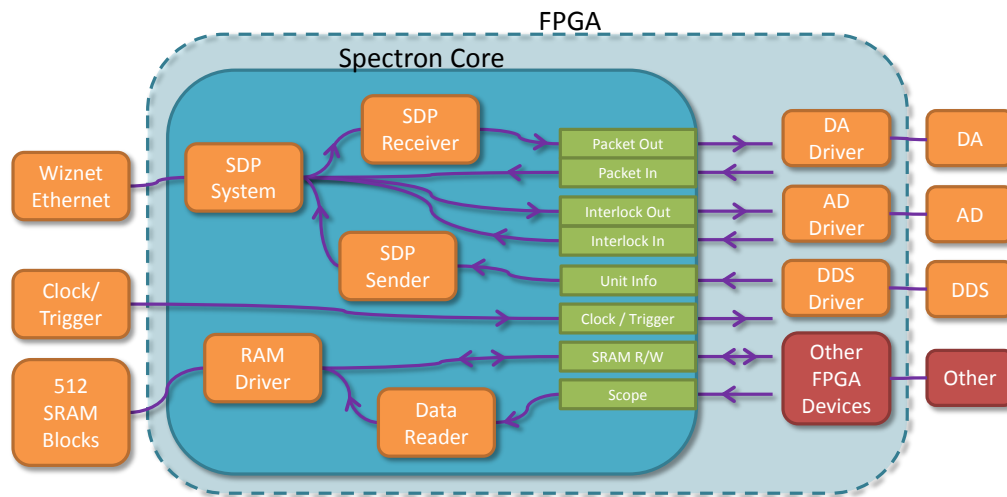 FPGA
Spectron Core
SDP
Receiver
DA
Driver
DA
Packet Out
Wiznet
Ethernet
SDP
System
Packet In
AD
Driver
AD
Interlock Out
Interlock In
SDP
Sender
Clock/
Trigger
Unit Info
DDS
Driver
DDS
Clock / Trigger
RAM
Driver
SRAM R/W
Other
FPGA
Devices
Other
512
SRAM
Blocks
Data
Reader
Scope